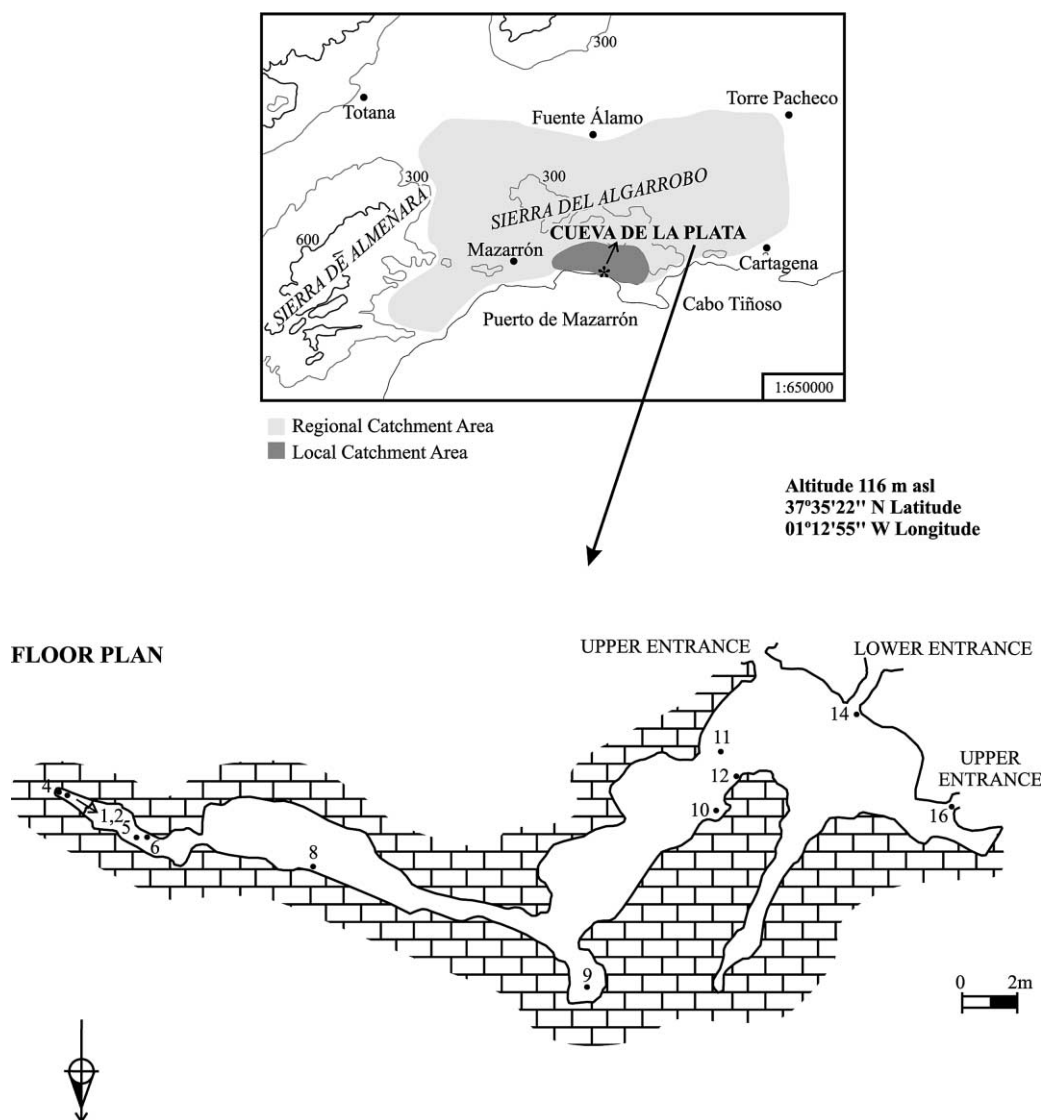 300
Totana
Fuente Álamo
Torre Pacheco
300
300
SIERRA DEL ALGARROBO
SIERRA DE ALMENARA
600
CUEVA DE LA PLATA
Mazarrón
Cartagena
Puerto de Mazarrón
Cabo Tiñoso
1:650000
Regional Catchment Area
Local Catchment Area
Altitude 116 m asl
37º35'22'' N Latitude
01º12'55'' W Longitude
FLOOR PLAN
UPPER ENTRANCE
LOWER ENTRANCE
14
11
UPPER
ENTRANCE
12
4
1,2
10
16
5
6
8
9
0 2m